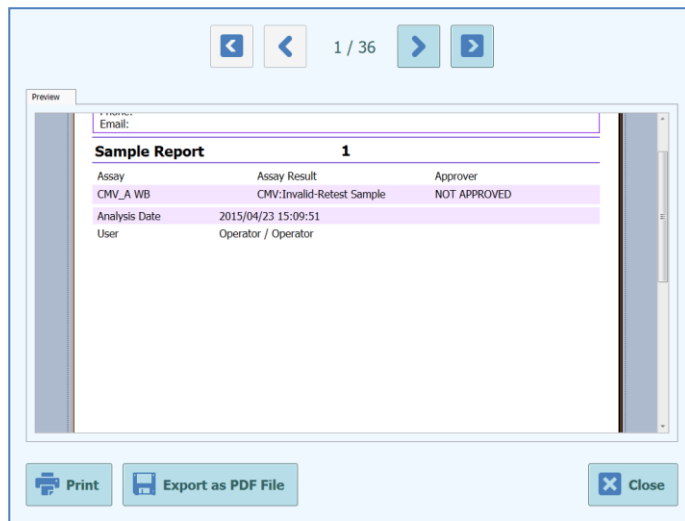 1 / 36
Preview
Phone:
Email:
Sample Report 1
Assay Assay Result Approver
CMV_A WB CMV:Invalid-Retest Sample NOT APPROVED
Analysis Date 2015/04/23 15:09:51
User Operator / Operator
Print Export as PDF File Close